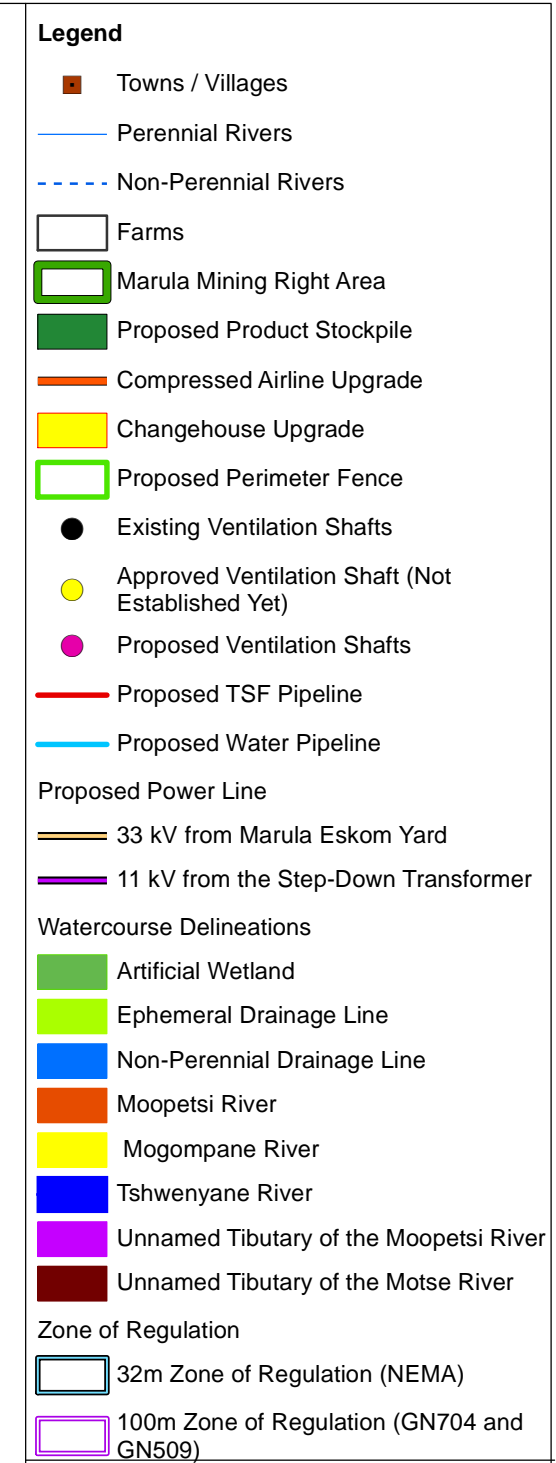 Legend
Towns / Villages
Perennial Rivers
Non-Perennial Rivers
Farms
Marula Mining Right Area
Proposed Product Stockpile
Compressed Airline Upgrade
Changehouse Upgrade
Proposed Perimeter Fence
Existing Ventilation Shafts
Approved Ventilation Shaft (Not
Established Yet)
Proposed Ventilation Shafts
Proposed TSF Pipeline
Proposed Water Pipeline
Proposed Power Line
33 kV from Marula Eskom Yard
11 kV from the Step-Down Transformer
Watercourse Delineations
Artificial Wetland
Ephemeral Drainage Line
Non-Perennial Drainage Line
Moopetsi River
Mogompane River
Tshwenyane River
Unnamed Tibutary of the Moopetsi River
Unnamed Tibutary of the Motse River
Zone of Regulation
32m Zone of Regulation (NEMA)
100m Zone of Regulation (GN704 and
GN509)